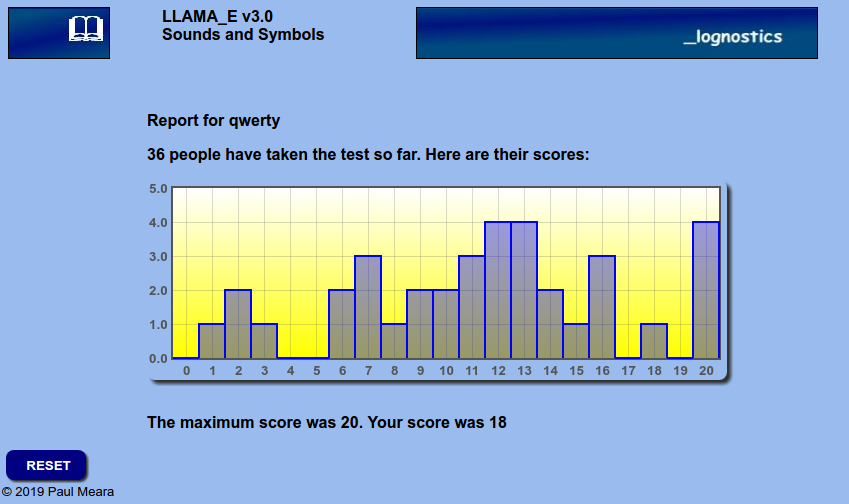 LLAMA_E v3.0
Sounds and Symbols
_lognostics
Report for qwerty
36 people have taken the test so far. Here are their scores:
5.0
4.0
3.0
2.0
1.0
0.0
0 1 2 3 4 5 6 7 8 9 10 11 12 13 14 15 16 17 18 19 20
The maximum score was 20. Your score was 18
RESET
© 2019 Paul Meara